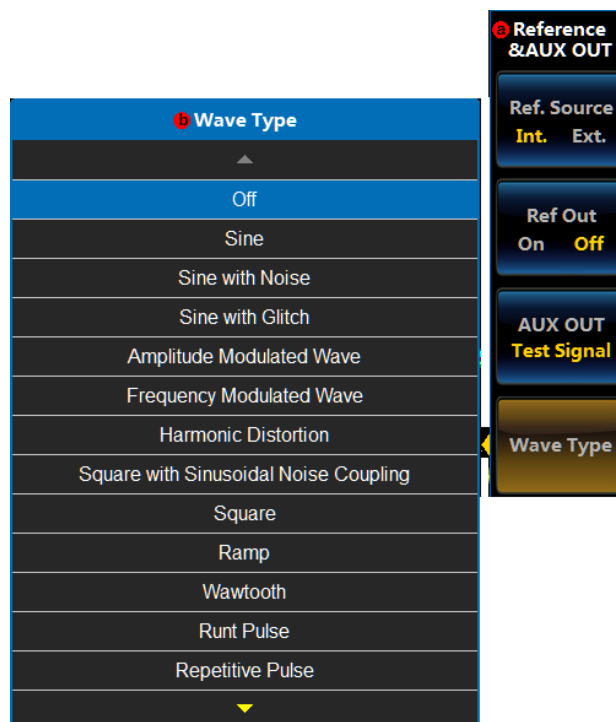 a Reference
&AUX OUT
Ref. Source
Int. Ext.
Ref Out
On Off
AUX OUT
Test Signal
Wave Type
b Wave Type
Off
Sine
Sine with Noise
Sine with Glitch
Amplitude Modulated Wave
Frequency Modulated Wave
Harmonic Distortion
Square with Sinusoidal Noise Coupling
Square
Ramp
Wawtooth
Runt Pulse
Repetitive Pulse